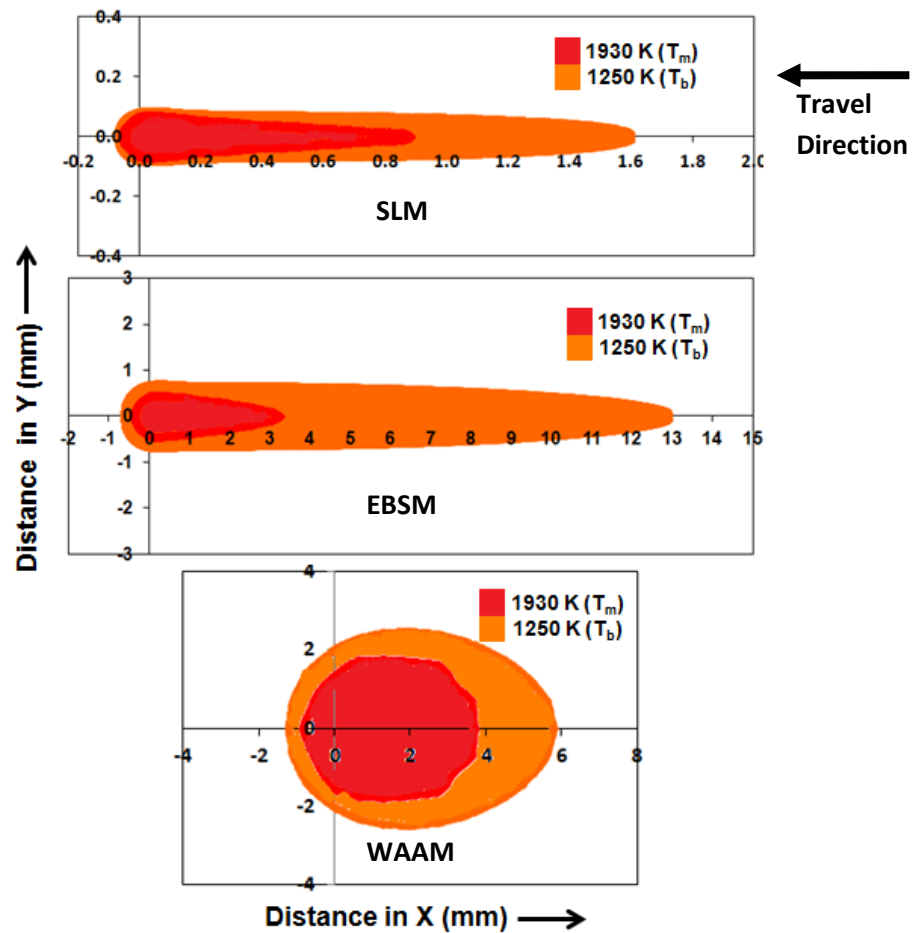 0.4
1930 K (Tm)
1250 K (Tb)
0.2
Travel
Direction
0.0
-0.2 0.0 0.2 0.4 0.6 0.8 1.0 1.2 1.4 1.6 1.8 2.0
-0.2
SLM
-0.4
3
1930 K (Tm)
1250 K (Tb)
2
1
0
-2 -1 0 1 2 3 4 5 6 7 8 9 10 11 12 13 14 15
-1
EBSM
-2
-3
Distance in Y (mm)
4
1930 K (Tm)
1250 K (Tb)
2
0
-4 -2 0 2 4 6 8
-2
WAAM
-4
Distance in X (mm)